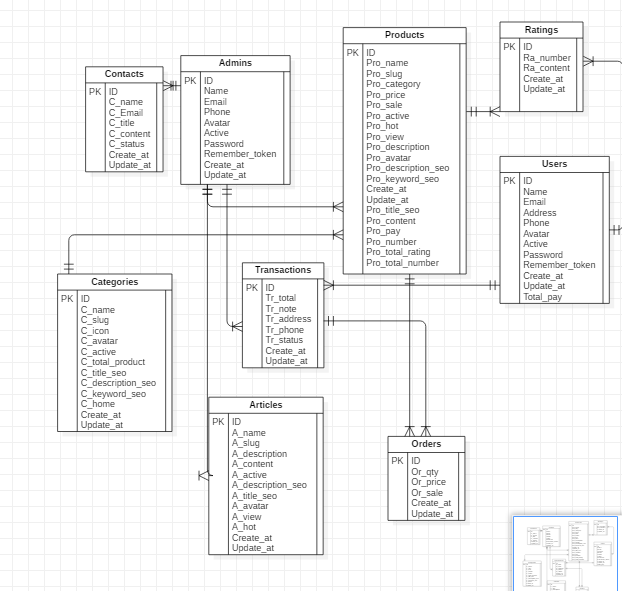 Contacts
PK
ID
C_name
C_Email
C_title
C_content
C_status
Create_at
Update_at
Admins
PK
ID
Name
Email
Phone
Avatar
Active
Password
Remember_token
Create_at
Update_at
Products
PK
ID
Pro_name
Pro_slug
Pro_category
Pro_price
Pro_sale
Pro_active
Pro_hot
Pro_view
Pro_description
Pro_avatar
Pro_description_seo
Pro_keyword_seo
Create_at
Update_at
Pro_title_seo
Pro_content
Pro_pay
Pro_number
Pro_total_rating
Pro_total_number
Ratings
PK
ID
Ra_number
Ra_content
Create_at
Update_at
Users
PK
ID
Name
Email
Address
Phone
Avatar
Active
Password
Remember_token
Create_at
Update_at
Total_pay
Categories
PK
ID
C_name
C_slug
C_icon
C_avatar
C_active
C_total_product
C_title_seo
C_description_seo
C_keyword_seo
C_home
Create_at
Update_at
Transactions
PK
ID
Tr_total
Tr_note
Tr_address
Tr_phone
Tr_status
Create_at
Update_at
Articles
PK
ID
A_name
A_slug
A_description
A_content
A_active
A_description_seo
A_title_seo
A_avatar
A_view
A_hot
Create_at
Update_at
Orders
PK
ID
Or_qty
Or_price
Or_sale
Create_at
Update_at